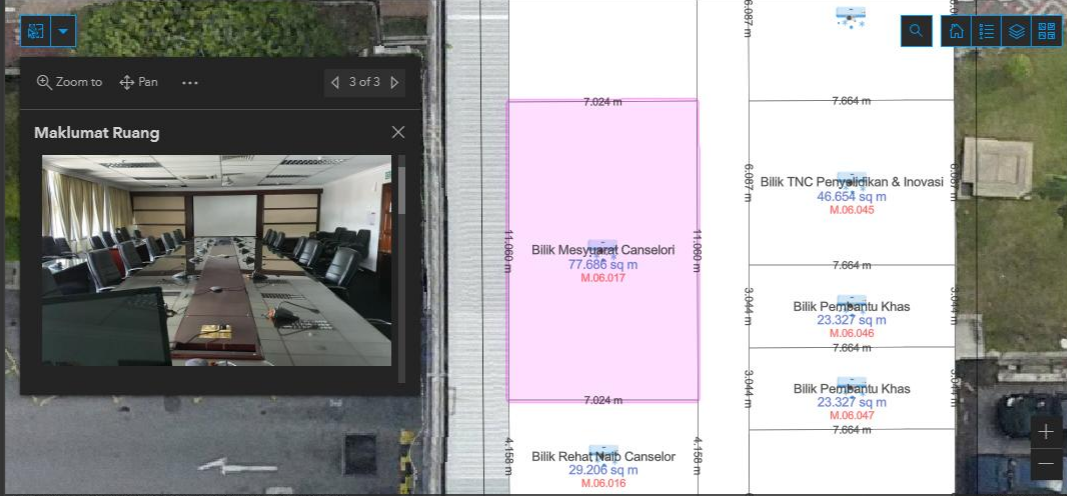 Zoom to
Pan
3 of 3
Maklumat Ruang
7.024 m
11.060 m
11.060 m
Bilik Mesyuarat Canselori
77.686 sq m
M.06.017
7.024 m
4.158 m
4.158 m
Bilik Rehat Naib Canselor
29.206 sq m
M.06.016
6.087 m
7.664 m
6.087 m
6.087 m
Bilik TNC Penyelidikan & Inovasi
46.654 sq m
M.06.045
7.664 m
3.044 m
3.044 m
Bilik Pembantu Khas
23.327 sq m
M.06.046
7.664 m
3.044 m
Bilik Pembantu Khas
23.327 sq m
M.06.047
7.664 m